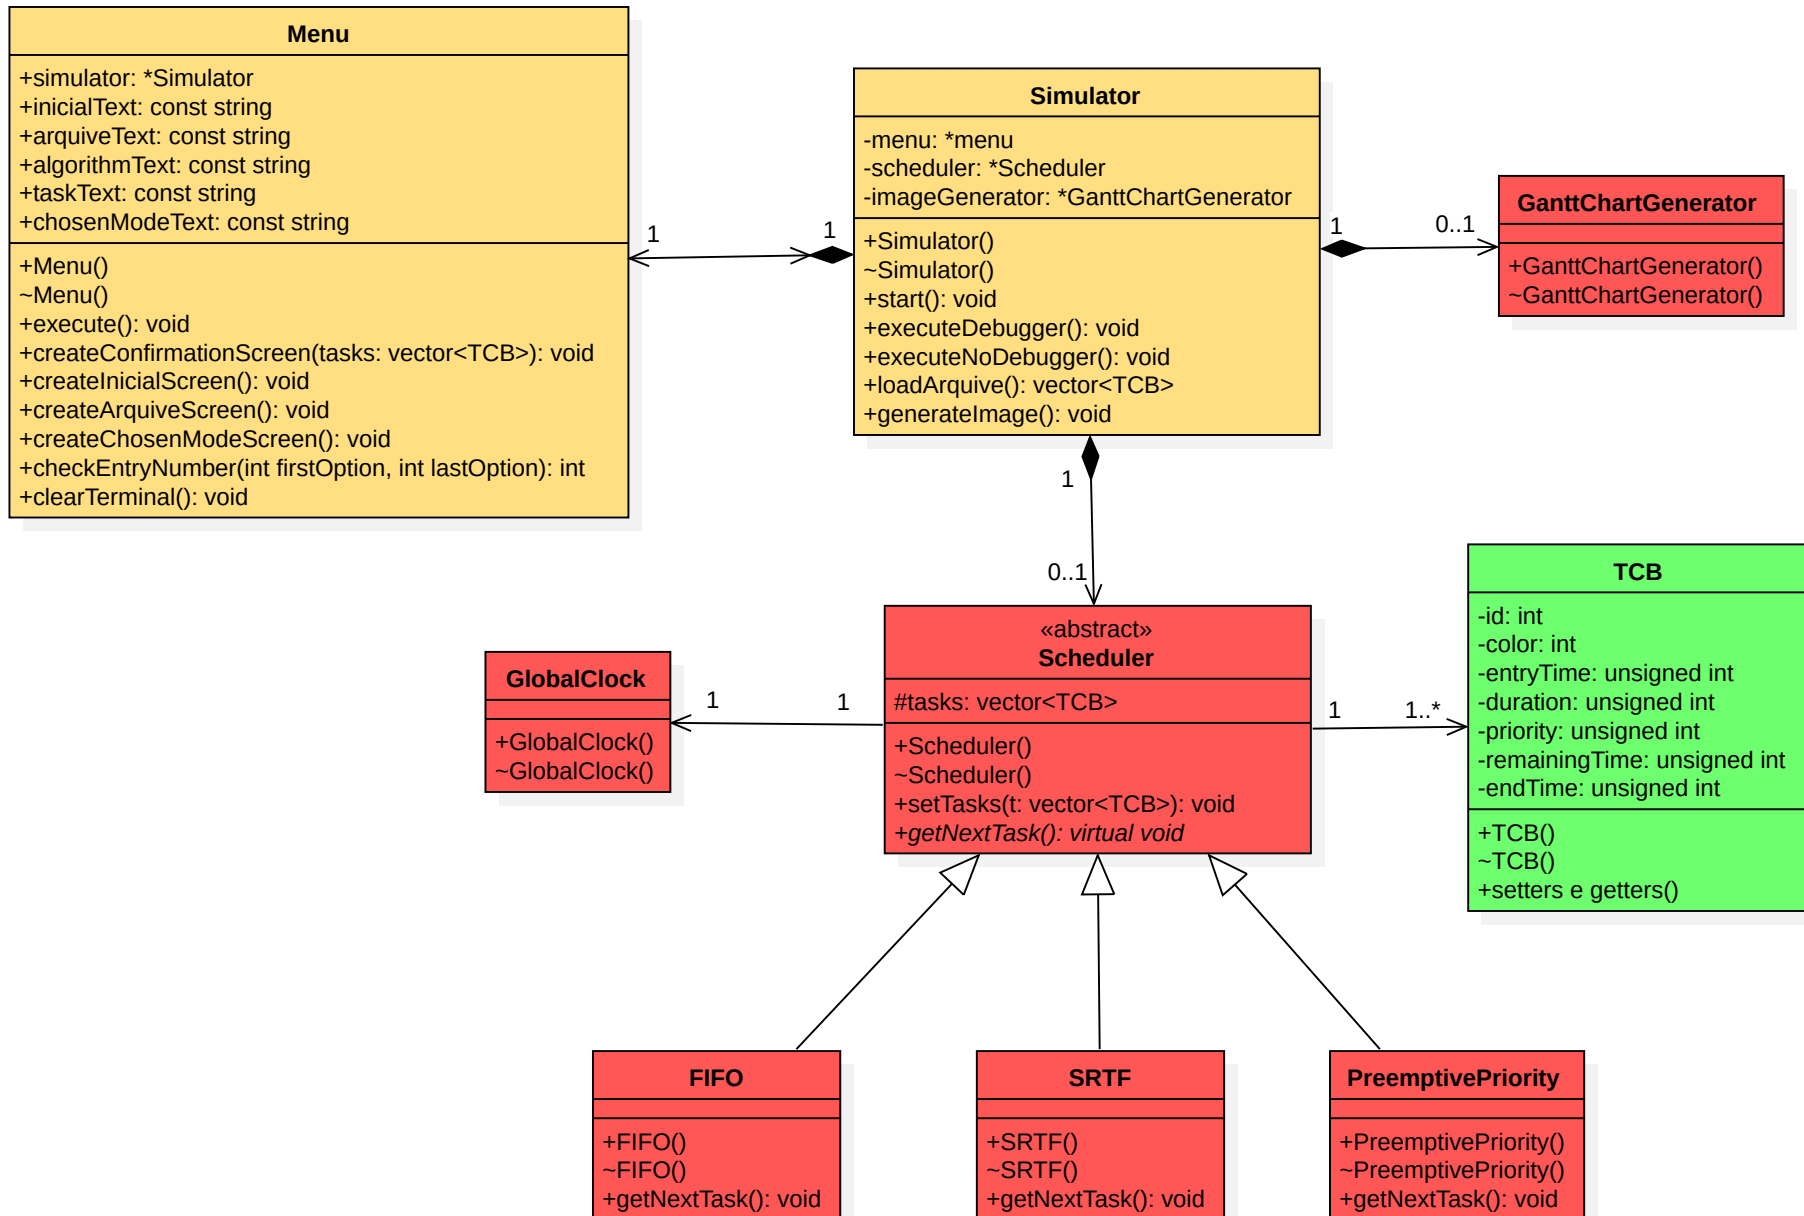 Menu
+simulator: *Simulator
+inicialText: const string
+arquiveText: const string
+algorithmText: const string
+taskText: const string
+chosenModeText: const string
+Menu()
~Menu()
+execute(): void
+createConfirmationScreen(tasks: vector<TCB>): void
+createInicialScreen(): void
+createArquiveScreen(): void
+createChosenModeScreen(): void
+checkEntryNumber(int firstOption, int lastOption): int
+clearTerminal(): void
1
1
Simulator
-menu: *menu
-scheduler: *Scheduler
-imageGenerator: *GanttChartGenerator
+Simulator()
~Simulator()
+start(): void
+executeDebugger(): void
+executeNoDebugger(): void
+loadArquive(): vector<TCB>
+generateImage(): void
1
0..1
GanttChartGenerator
+GanttChartGenerator()
~GanttChartGenerator()
1
0..1
GlobalClock
+GlobalClock()
~GlobalClock()
1
1
«abstract»
Scheduler
#tasks: vector<TCB>
+Scheduler()
~Scheduler()
+setTasks(t: vector<TCB>): void
+getNextTask(): virtual void
1
1..*
TCB
-id: int
-color: int
-entryTime: unsigned int
-duration: unsigned int
-priority: unsigned int
-remainingTime: unsigned int
-endTime: unsigned int
+TCB()
~TCB()
+setters e getters()
FIFO
+FIFO()
~FIFO()
+getNextTask(): void
SRTF
+SRTF()
~SRTF()
+getNextTask(): void
PreemptivePriority
+PreemptivePriority()
~PreemptivePriority()
+getNextTask(): void